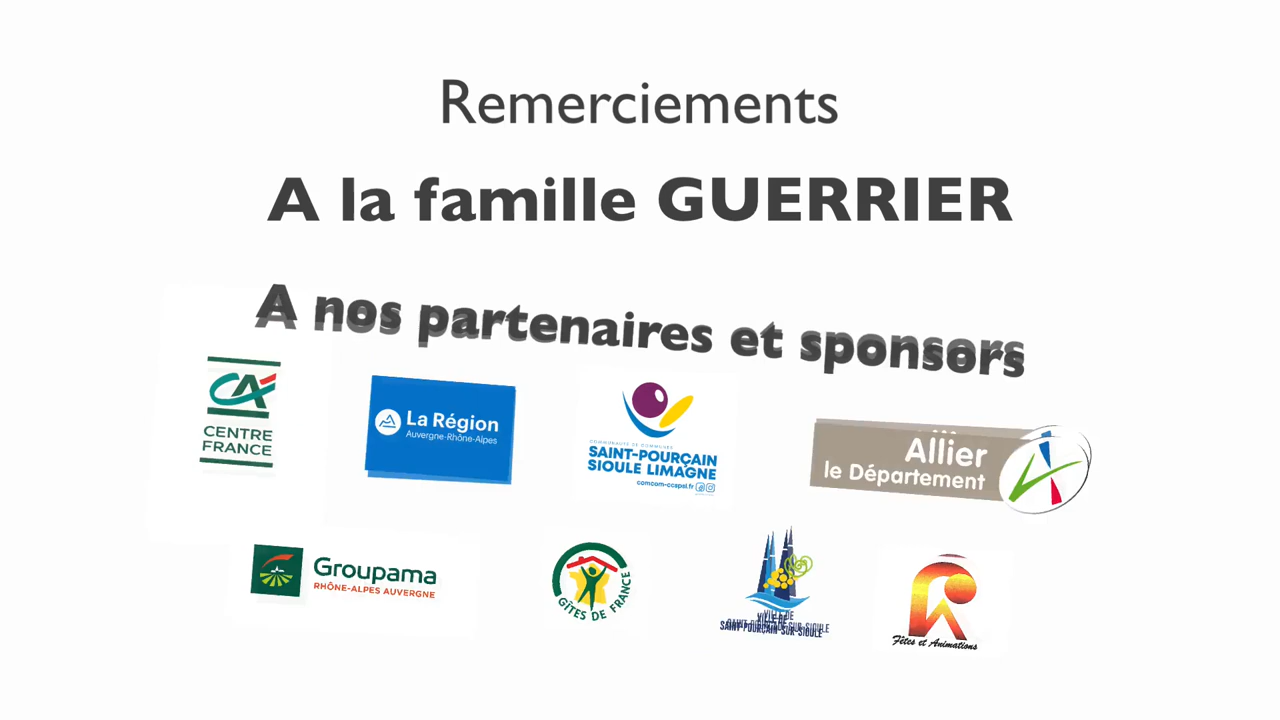 Remerciements
A la famille GUERRIER
A nos partenaires et sponsors
CA
CENTRE
FRANCE
La Région
Auvergne-Rhône-Alpes
COMMUNAUTÉ DE COMMUNES
SAINT-POURÇAIN
SIOULE LIMAGNE
comcom-ccspsl.fr
Allier
le Département
Groupama
RHÔNE-ALPES AUVERGNE
GÎTES DE FRANCE
VILLE DE
SAINT-POURÇAIN-SUR-SIOULE
Fêtes et Animations